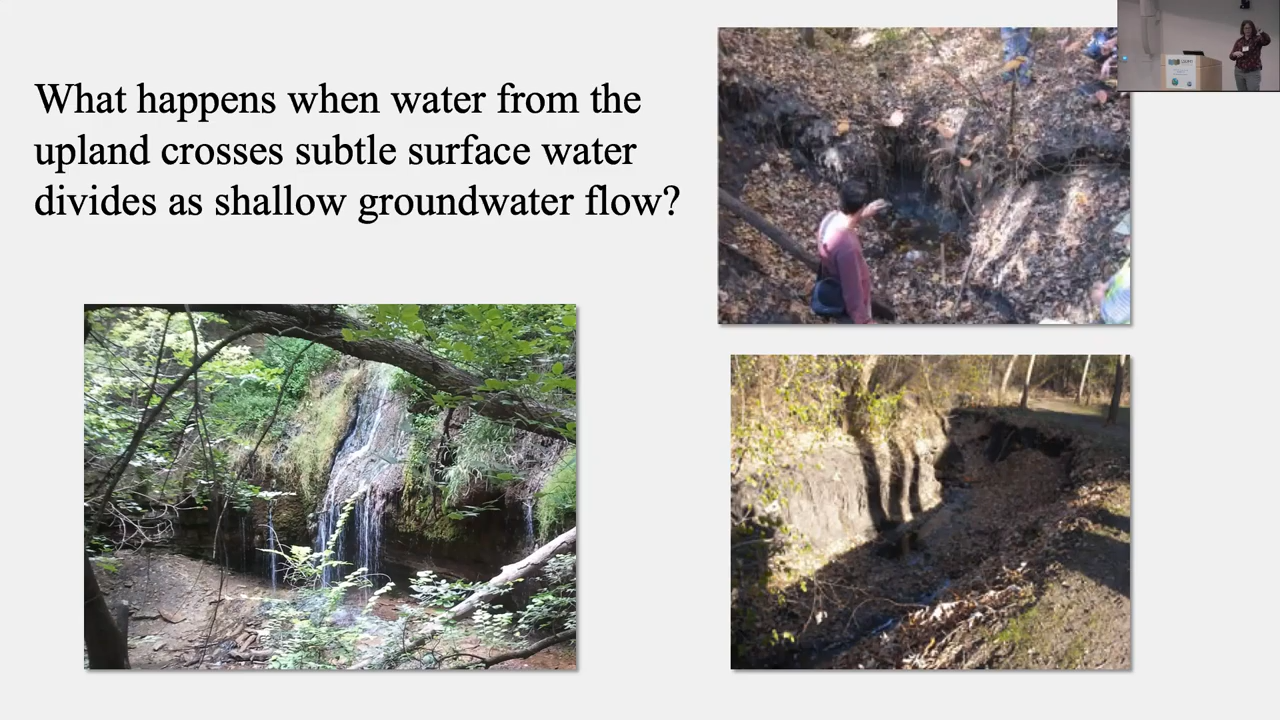 What happens when water from the
upland crosses subtle surface water
divides as shallow groundwater flow?